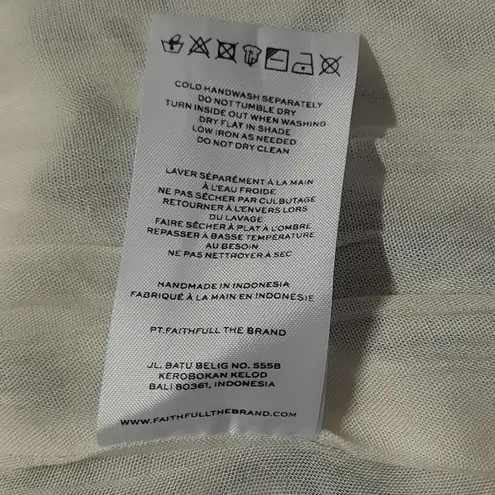 COLD HANDWASH SEPARATELY
DO NOT TUMBLE DRY
TURN INSIDE OUT WHEN WASHING
DRY FLAT IN SHADE
LOW IRON AS NEEDED
DO NOT DRY CLEAN
LAVER SÉPARÉMENT À LA MAIN
À L'EAU FROIDE
NE PAS SÉCHER PAR CULBUTAGE
RETOURNER À L'ENVERS LORS
DU LAVAGE
FAIRE SÉCHER À PLAT À L'OMBRE
REPASSER À BASSE TEMPÉRATURE
AU BESOIN
NE PAS NETTROYER À SEC
HANDMADE IN INDONESIA
FABRIQUÉ À LA MAIN EN INDONÉSIE
PT.FAITHFULL THE BRAND
JL. BATU BELIG NO. 555B
KEROBOKAN KELOD
BALI 80361, INDONESIA
WWW.FAITHFULLTHEBRAND.COM